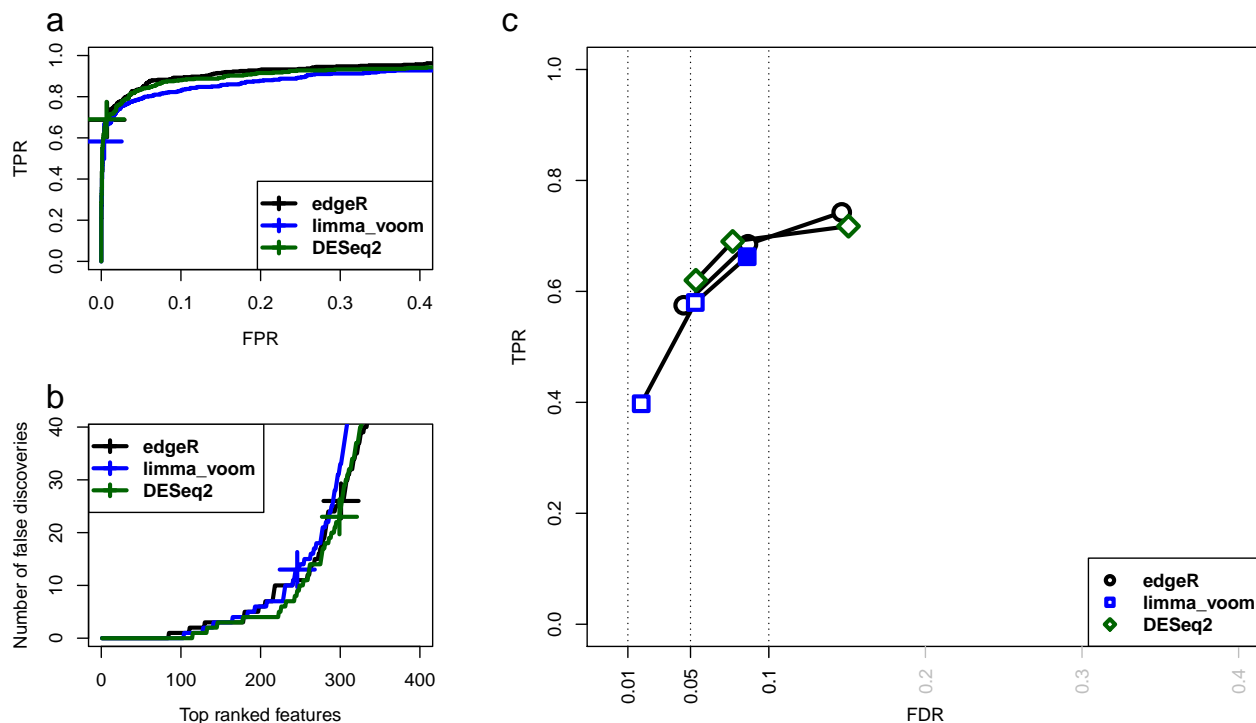 a
TPR
1.0
0.8
0.6
0.4
0.2
0.0
edgeR
limma_voom
DESeq2
0.0 0.1 0.2 0.3 0.4
FPR
b
Number of false discoveries
40
30
20
10
0
edgeR
limma_voom
DESeq2
0 100 200 300 400
Top ranked features
c
TPR
1.0
0.8
0.6
0.4
0.2
0.0
edgeR
limma_voom
DESeq2
0.01 0.05 0.1 0.2 0.3 0.4
FDR